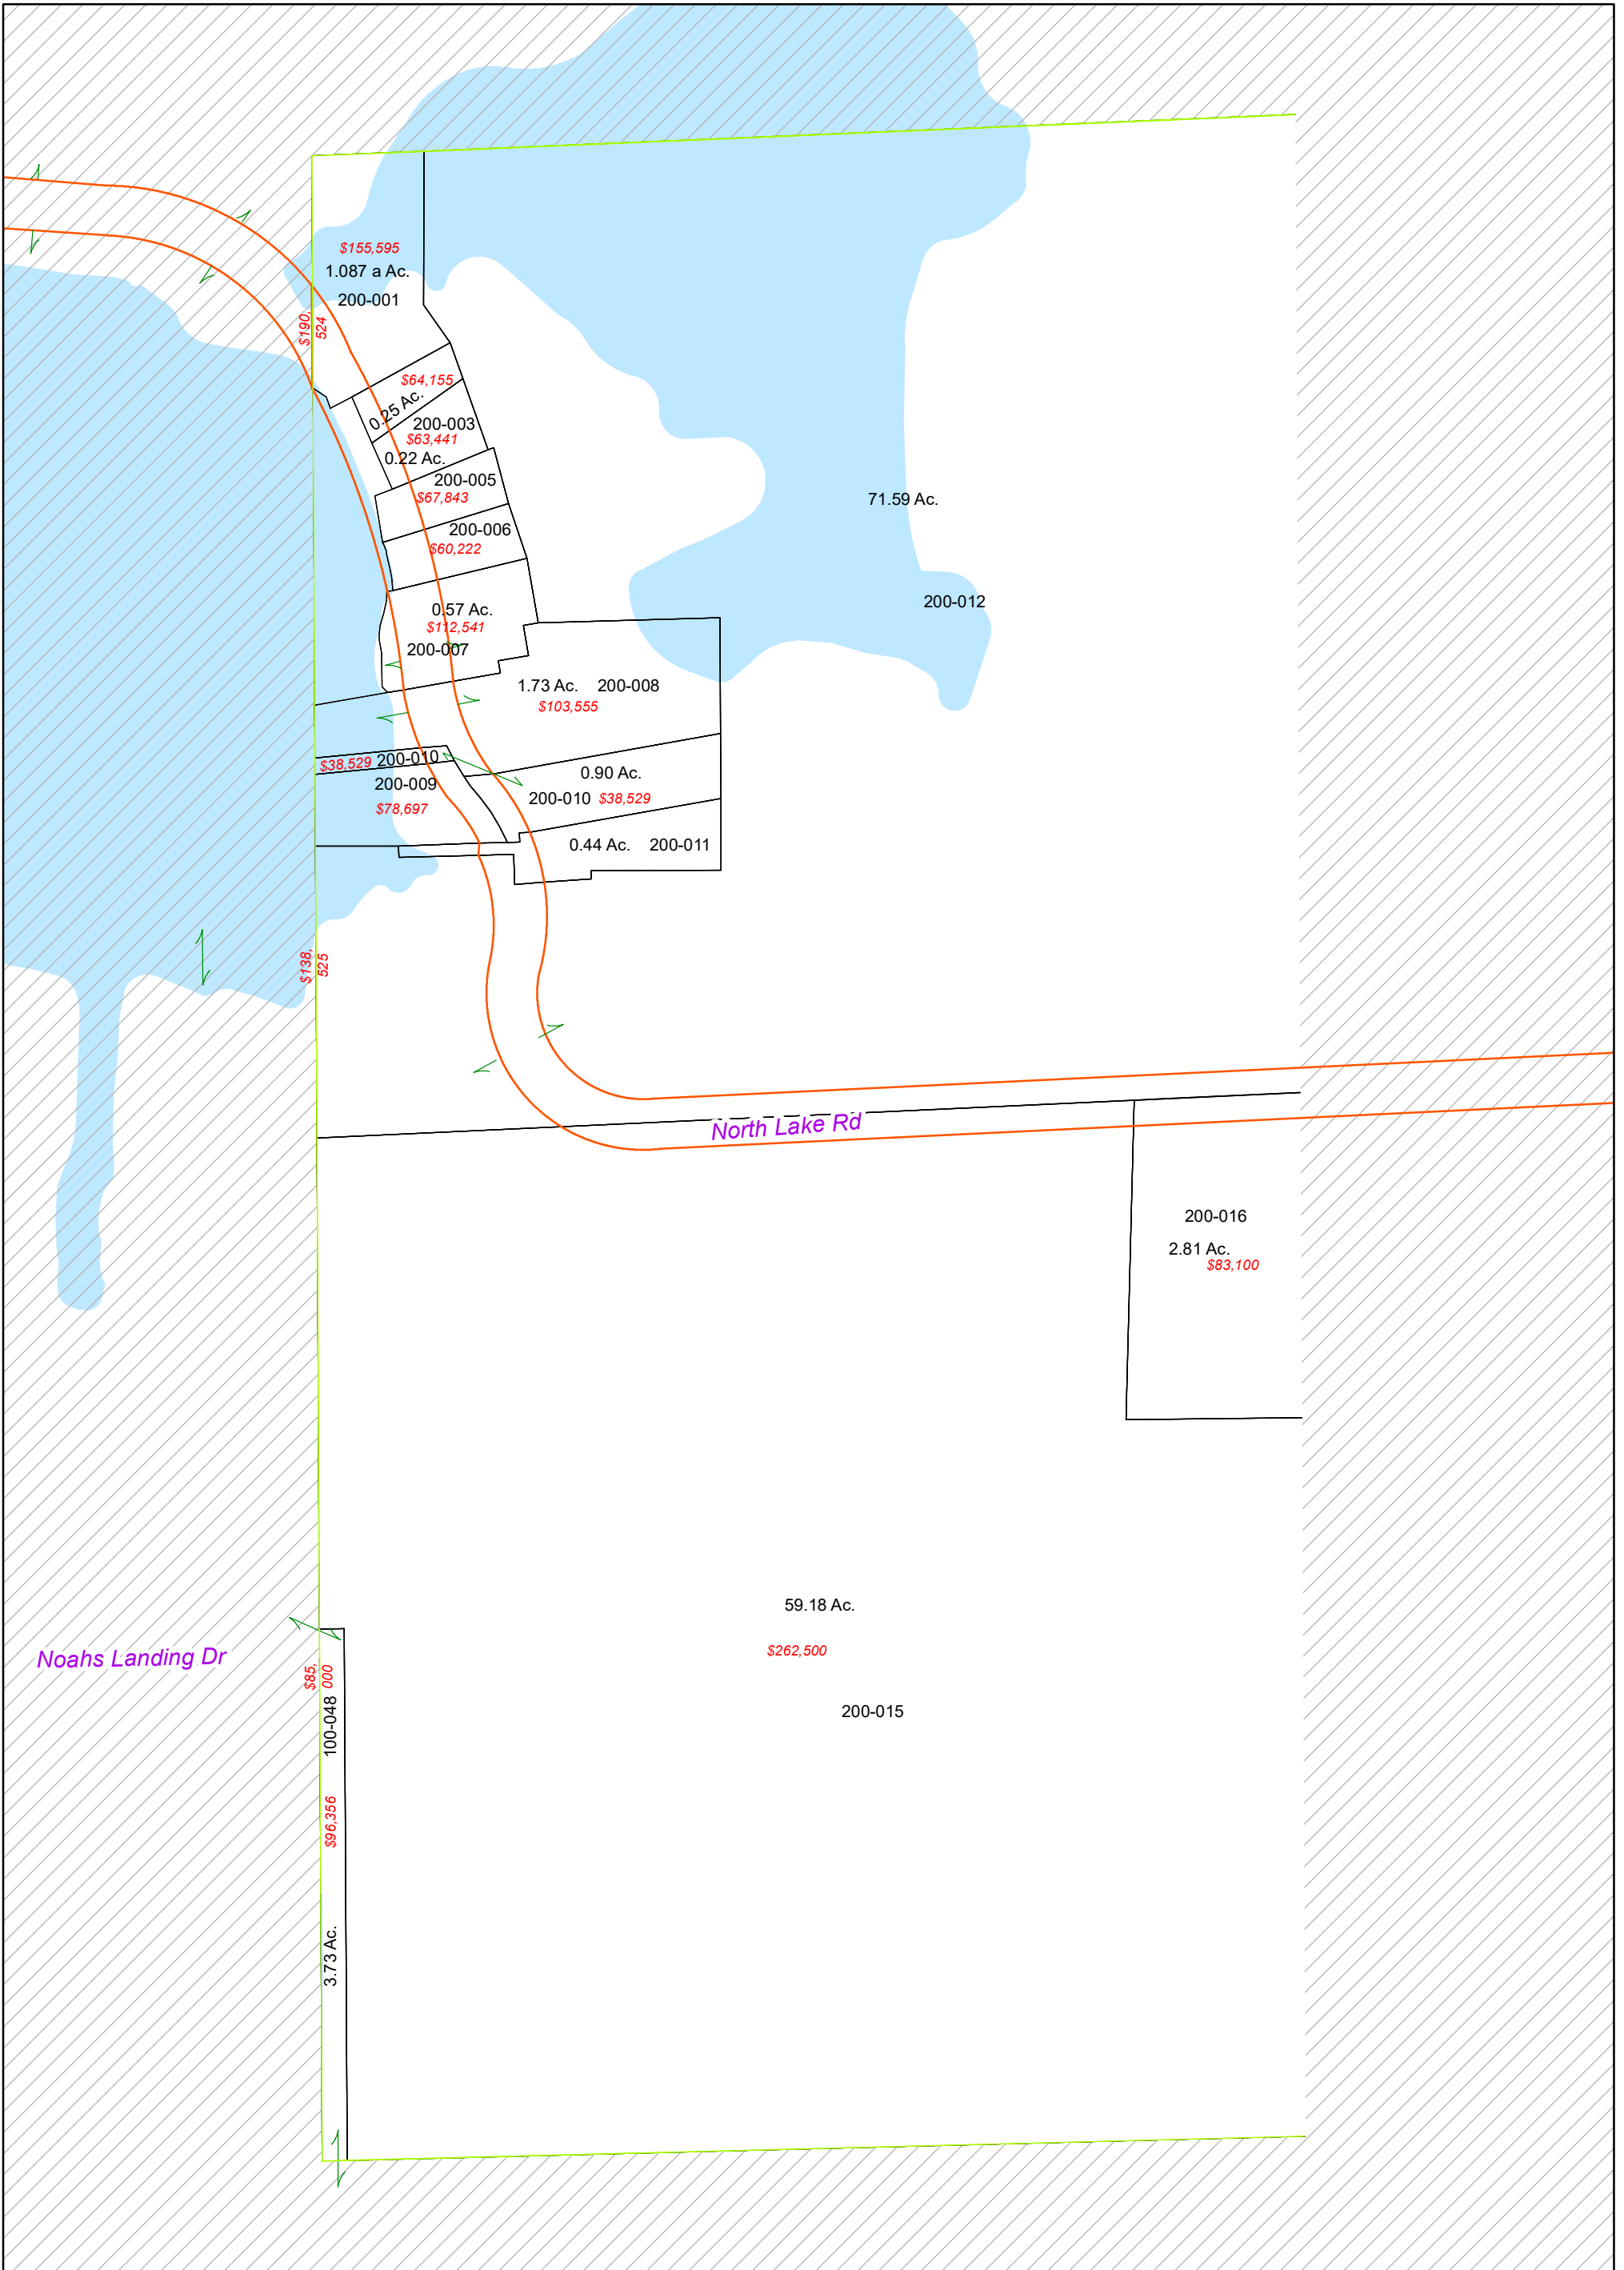 $155,595
1.087 a Ac.
200-001
$190,
524
$64,155
0.25 Ac.
200-003
$63,441
0.22 Ac.
200-005
$67,843
200-006
$60,222
71.59 Ac.
200-012
0.57 Ac.
$112,541
200-007
1.73 Ac. 200-008
$103,555
$38,529 200-010
200-009
$78,697
0.90 Ac.
200-010 $38,529
0.44 Ac. 200-011
$138,
525
North Lake Rd
200-016
2.81 Ac.
$83,100
59.18 Ac.
$262,500
200-015
Noahs Landing Dr
$85,
000
100-048
$96,356
3.73 Ac.